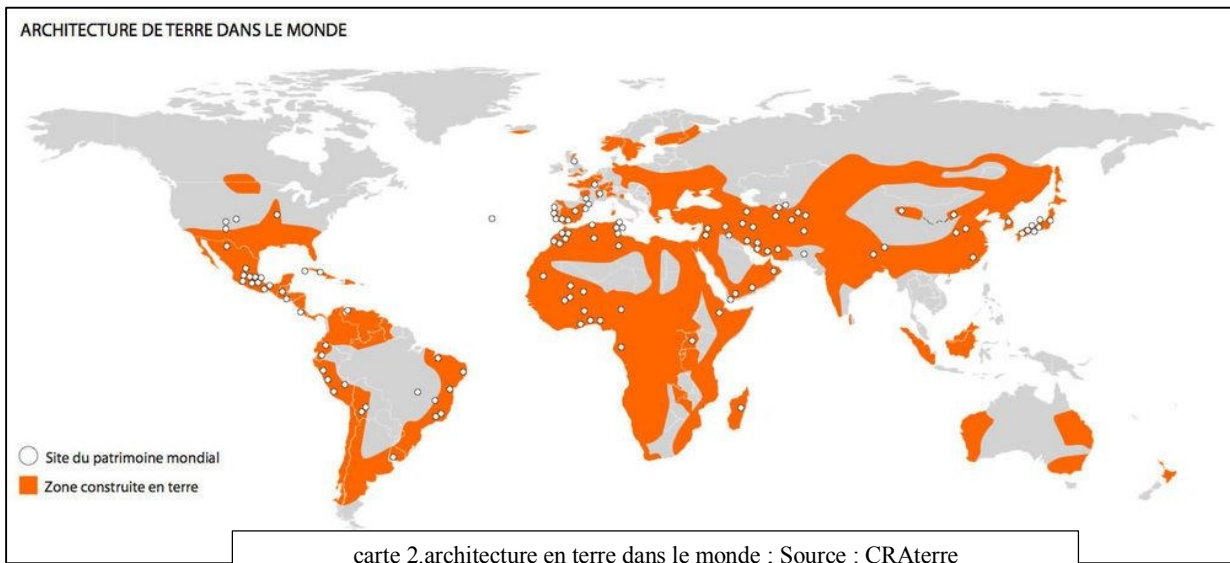 ARCHITECTURE DE TERRE DANS LE MONDE
Site du patrimoine mondial
Zone construite en terre
carte 2.architecture en terre dans le monde ; Source : CRAterre